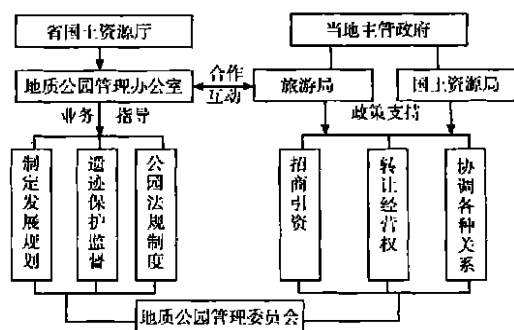 省国土资源厅
当地主管政府
地质公园管理办公室
合作
互动
旅游局
国土资源局
业务 指导
政策支持
制定发展规划
遗迹保护监督
公园法规制度
招商引资
转让经营权
协调各种关系
地质公园管理委员会